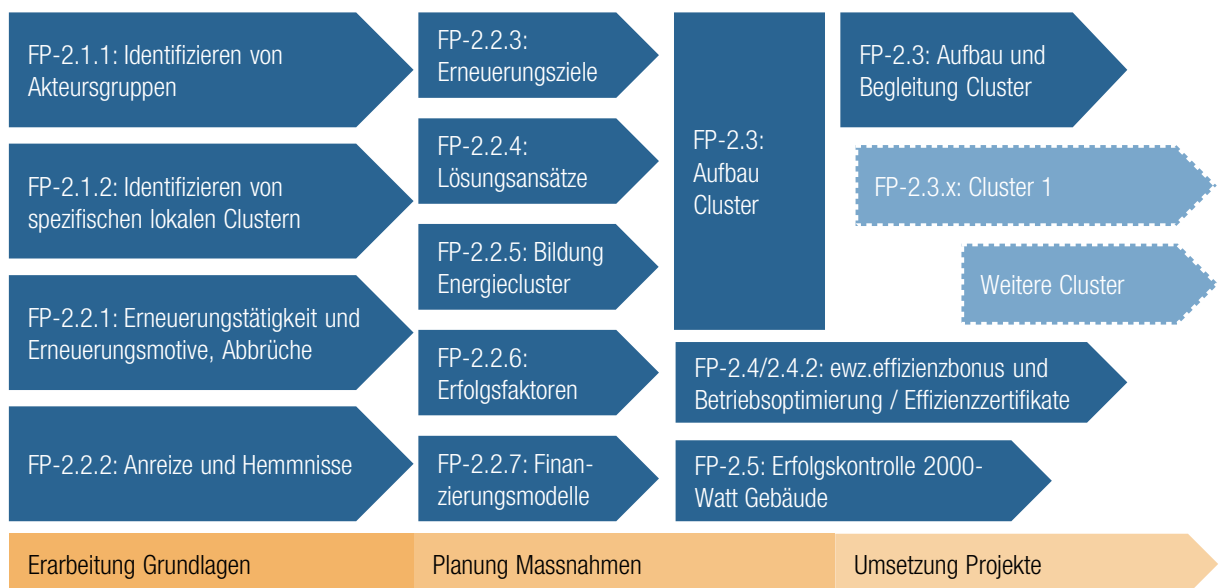 FP-2.1.1: Identifizieren von
Akteursgruppen
FP-2.1.2: Identifizieren von
spezifischen lokalen Clustern
FP-2.2.1: Erneuerungstätigkeit und
Erneuerungsmotive, Abbrüche
FP-2.2.2: Anreize und Hemmnisse
FP-2.2.3:
Erneuerungsziele
FP-2.2.4:
Lösungsansätze
FP-2.2.5: Bildung
Energiecluster
FP-2.2.6:
Erfolgsfaktoren
FP-2.2.7: Finan-
zierungsmodelle
FP-2.3:
Aufbau
Cluster
FP-2.3: Aufbau und
Begleitung Cluster
FP-2.3.x: Cluster 1
Weitere Cluster
FP-2.4/2.4.2: ewz.effizienzbonus und
Betriebsoptimierung / Effizienzzertifikate
FP-2.5: Erfolgskontrolle 2000-
Watt Gebäude
Erarbeitung Grundlagen
Planung Massnahmen
Umsetzung Projekte